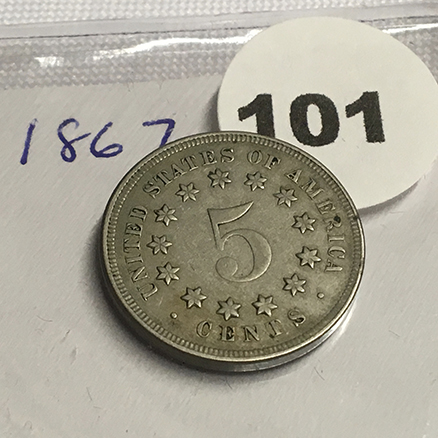 1867
101
UNITED STATES OF AMERICA
5
· CENTS ·